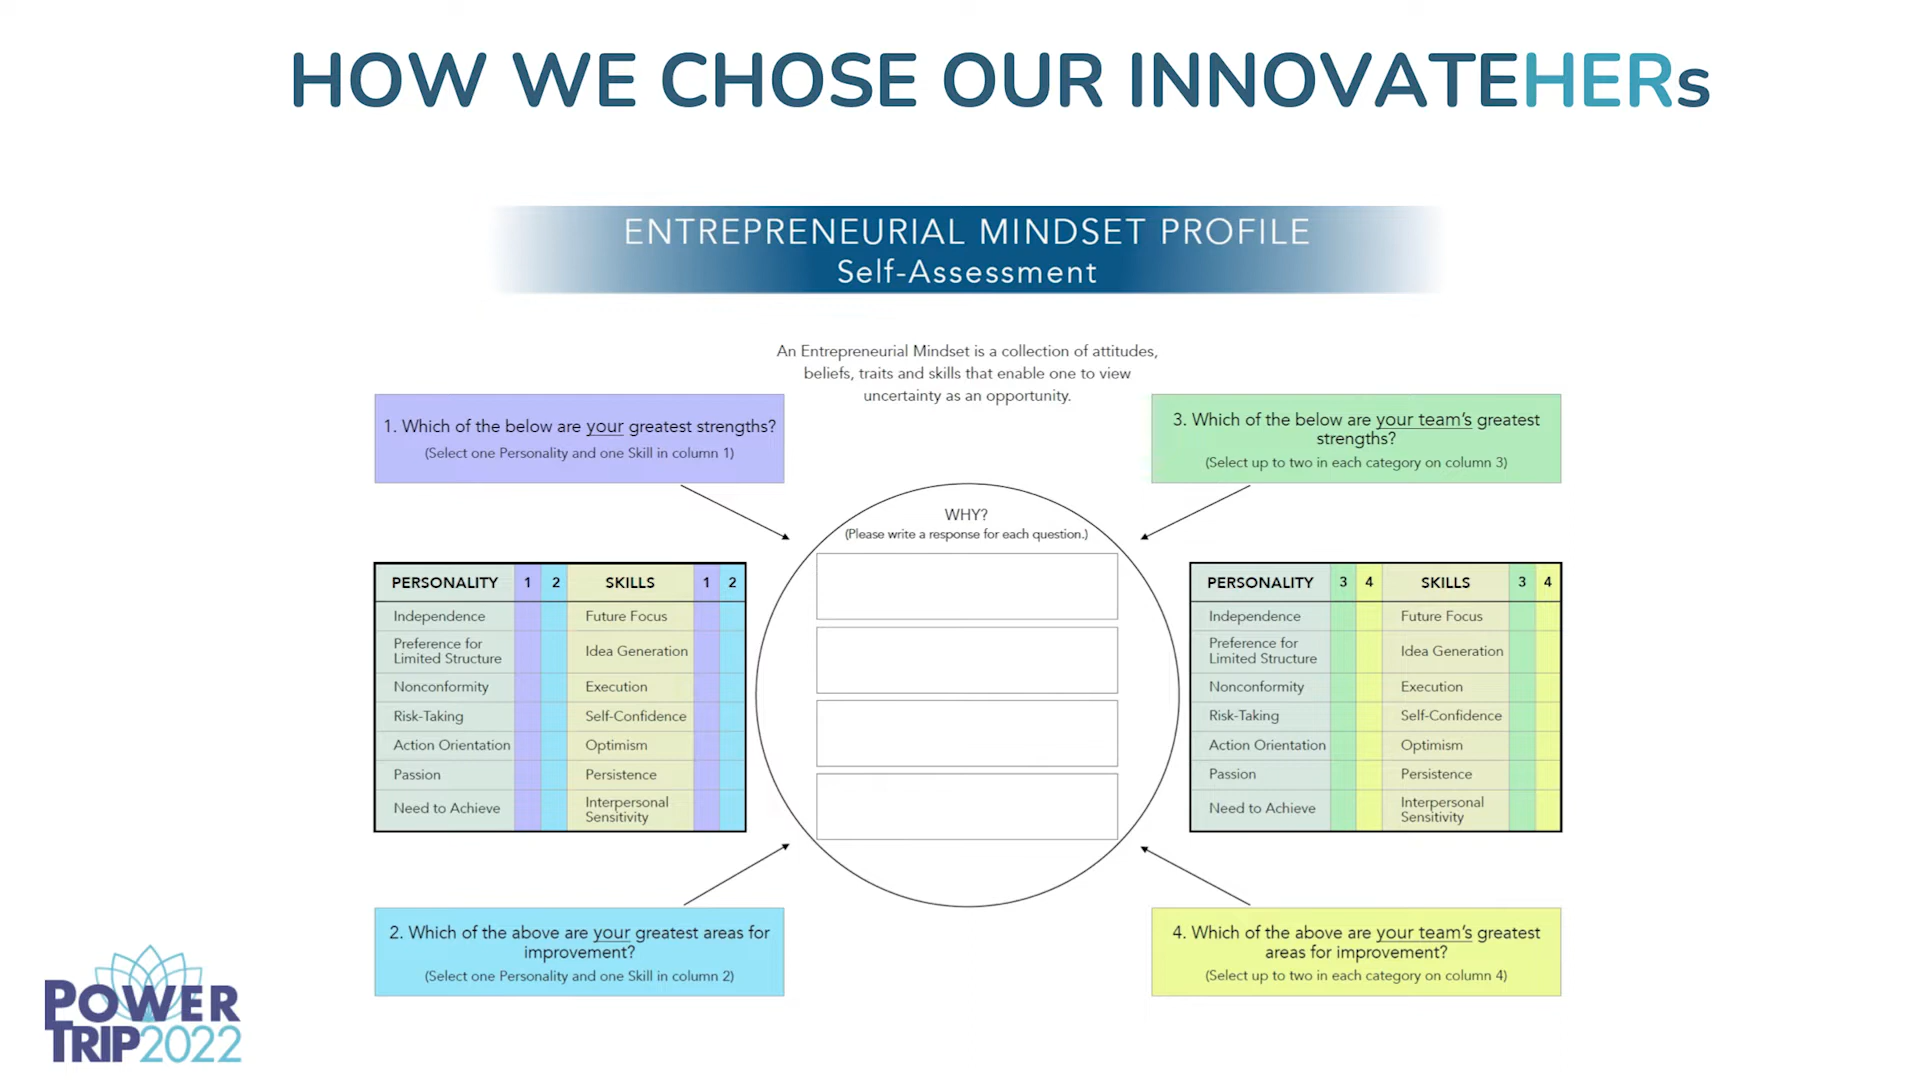 HOW WE CHOSE OUR INNOVATEHERs
ENTREPRENEURIAL MINDSET PROFILE
Self-Assessment
An Entrepreneurial Mindset is a collection of attitudes,
beliefs, traits and skills that enable one to view
uncertainty as an opportunity.
1. Which of the below are your greatest strengths?
(Select one Personality and one Skill in column 1)
3. Which of the below are your team's greatest
strengths?
(Select up to two in each category on column 3)
WHY?
(Please write a response for each question.)
PERSONALITY 1 2 SKILLS 1 2
Independence Future Focus
Preference for
Limited Structure Idea Generation
Nonconformity Execution
Risk-Taking Self-Confidence
Action Orientation Optimism
Passion Persistence
Need to Achieve Interpersonal
Sensitivity
PERSONALITY 3 4 SKILLS 3 4
Independence Future Focus
Preference for
Limited Structure Idea Generation
Nonconformity Execution
Risk-Taking Self-Confidence
Action Orientation Optimism
Passion Persistence
Need to Achieve Interpersonal
Sensitivity
2. Which of the above are your greatest areas for
improvement?
(Select one Personality and one Skill in column 2)
4. Which of the above are your team's greatest
areas for improvement?
(Select up to two in each category on column 4)
POWER
TRIP2022